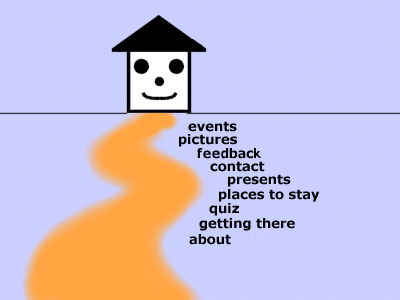 events
pictures
feedback
contact
presents
places to stay
quiz
getting there
about